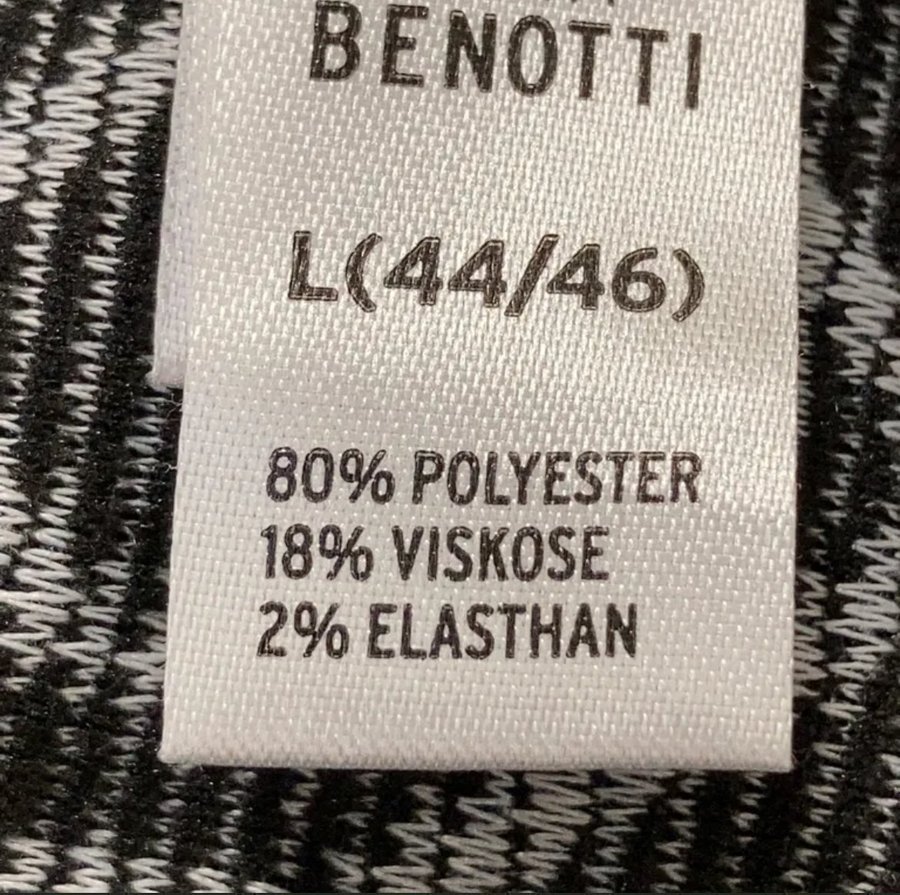 BENOTTI
L(44/46)
80% POLYESTER
18% VISKOSE
2% ELASTHAN